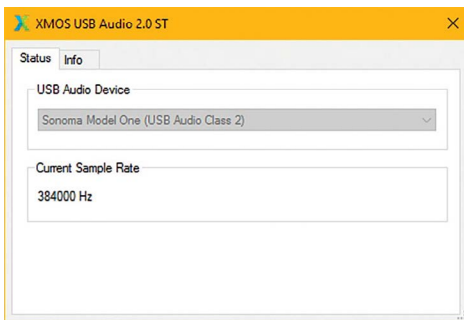 XMOS USB Audio 2.0 ST
Status Info
USB Audio Device
Sonoma Model One (USB Audio Class 2)
Current Sample Rate
384000 Hz